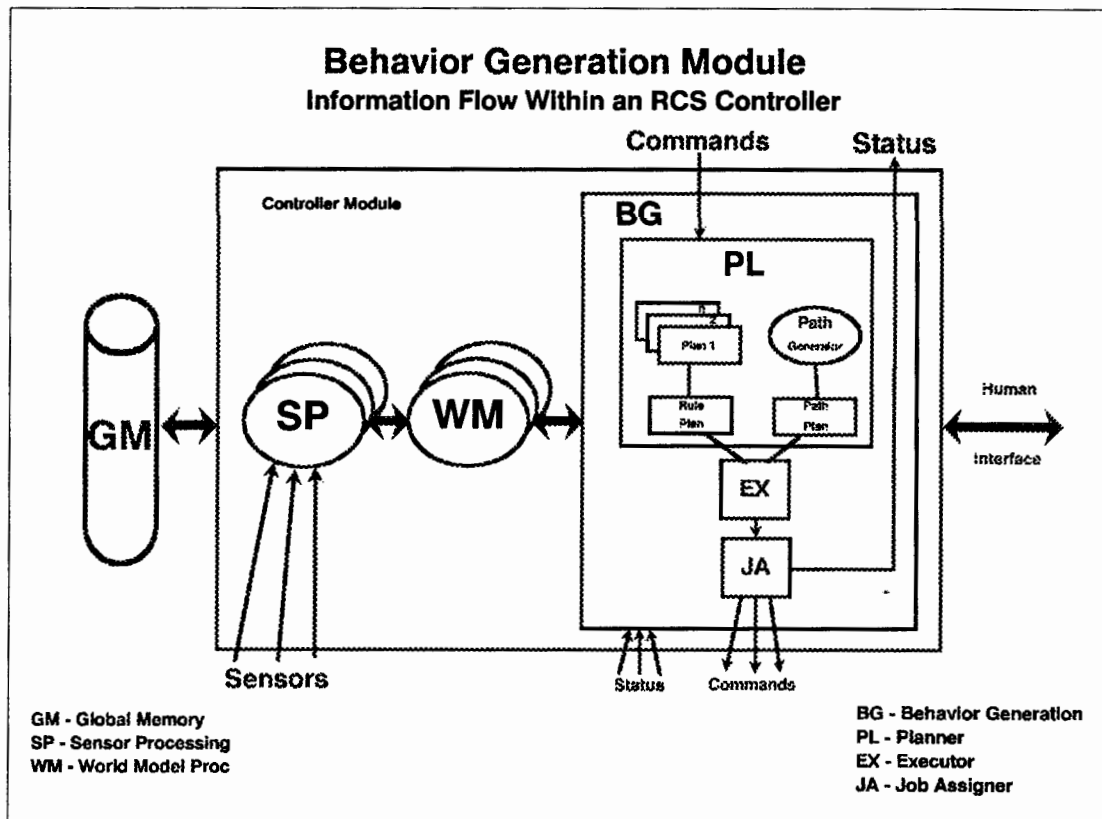 Behavior Generation Module
Information Flow Within an RCS Controller
Commands
Status
Controller Module
BG
PL
n
2
Plan 1
Path
Generator
Rule
Plan
Path
Plan
GM
SP
WM
Human
Interface
EX
JA
Sensors
Status
Commands
GM - Global Memory
SP - Sensor Processing
WM - World Model Proc
BG - Behavior Generation
PL - Planner
EX - Executor
JA - Job Assigner